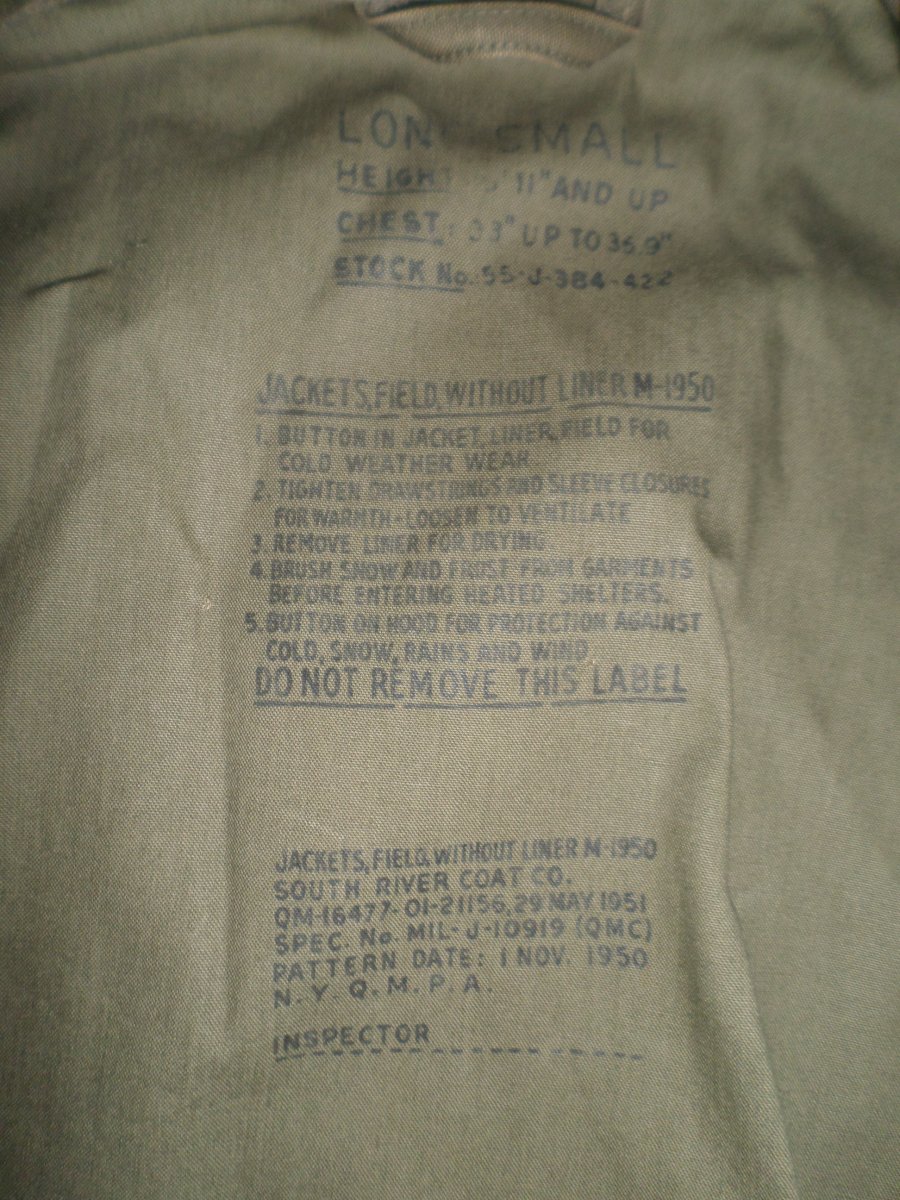 LONG SMALL
HEIGHT: 5'11" AND UP
CHEST: 33" UP TO 36.9"
STOCK No. 55-J-384-422
JACKETS, FIELD, WITHOUT LINER M-1950
1. BUTTON IN JACKET, LINER, FIELD FOR
COLD WEATHER WEAR
2. TIGHTEN DRAWSTRINGS AND SLEEVE CLOSURES
FOR WARMTH-LOOSEN TO VENTILATE
3. REMOVE LINER FOR DRYING.
4. BRUSH SNOW AND FROST FROM GARMENTS
BEFORE ENTERING HEATED SHELTERS.
5. BUTTON ON HOOD FOR PROTECTION AGAINST
COLD, SNOW, RAINS AND WIND
DO NOT REMOVE THIS LABEL
JACKETS, FIELD, WITHOUT LINER M-1950
SOUTH RIVER COAT CO.
QM-16477-OI-21156, 29 MAY 1951
SPEC. No. MIL-J-10919 (QMC)
PATTERN DATE: 1 NOV. 1950
N.Y.Q.M.P.A.
INSPECTOR